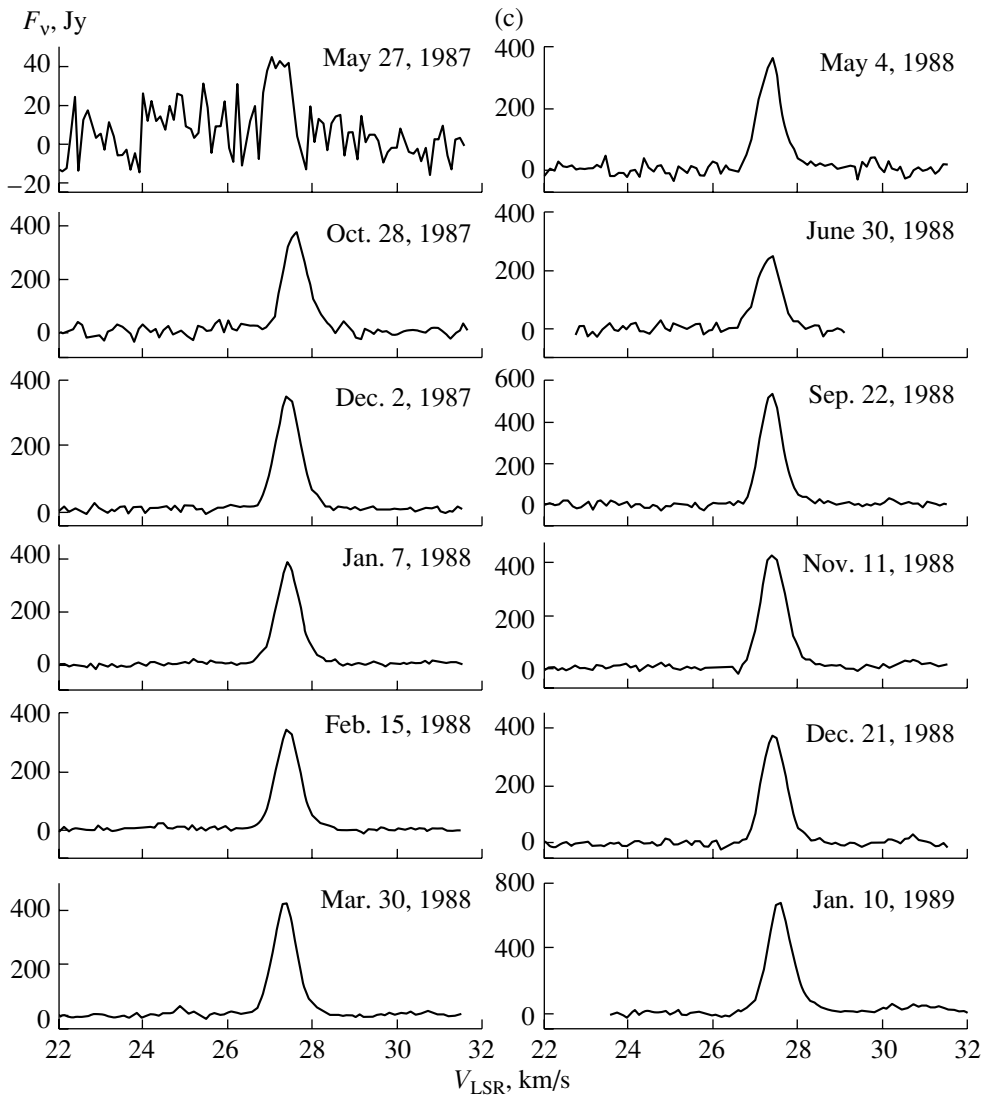 Fν, Jy
(c)
May 27, 1987
40
20
0
−20
May 4, 1988
400
200
0
Oct. 28, 1987
400
200
0
June 30, 1988
400
200
0
Dec. 2, 1987
400
200
0
Sep. 22, 1988
600
400
200
0
Jan. 7, 1988
400
200
0
Nov. 11, 1988
400
200
0
Feb. 15, 1988
400
200
0
Dec. 21, 1988
400
200
0
Mar. 30, 1988
400
200
0
Jan. 10, 1989
800
400
0
22 24 26 28 30 32
22 24 26 28 30 32
VLSR, km/s